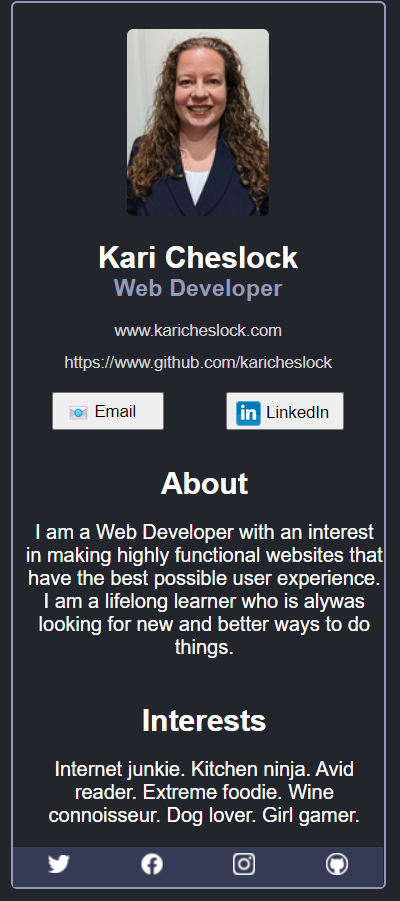 Kari Cheslock
Web Developer
www.karicheslock.com
https://www.github.com/karicheslock
Email
LinkedIn
About
I am a Web Developer with an interest
in making highly functional websites that
have the best possible user experience.
I am a lifelong learner who is alywas
looking for new and better ways to do
things.
Interests
Internet junkie. Kitchen ninja. Avid
reader. Extreme foodie. Wine
connoisseur. Dog lover. Girl gamer.